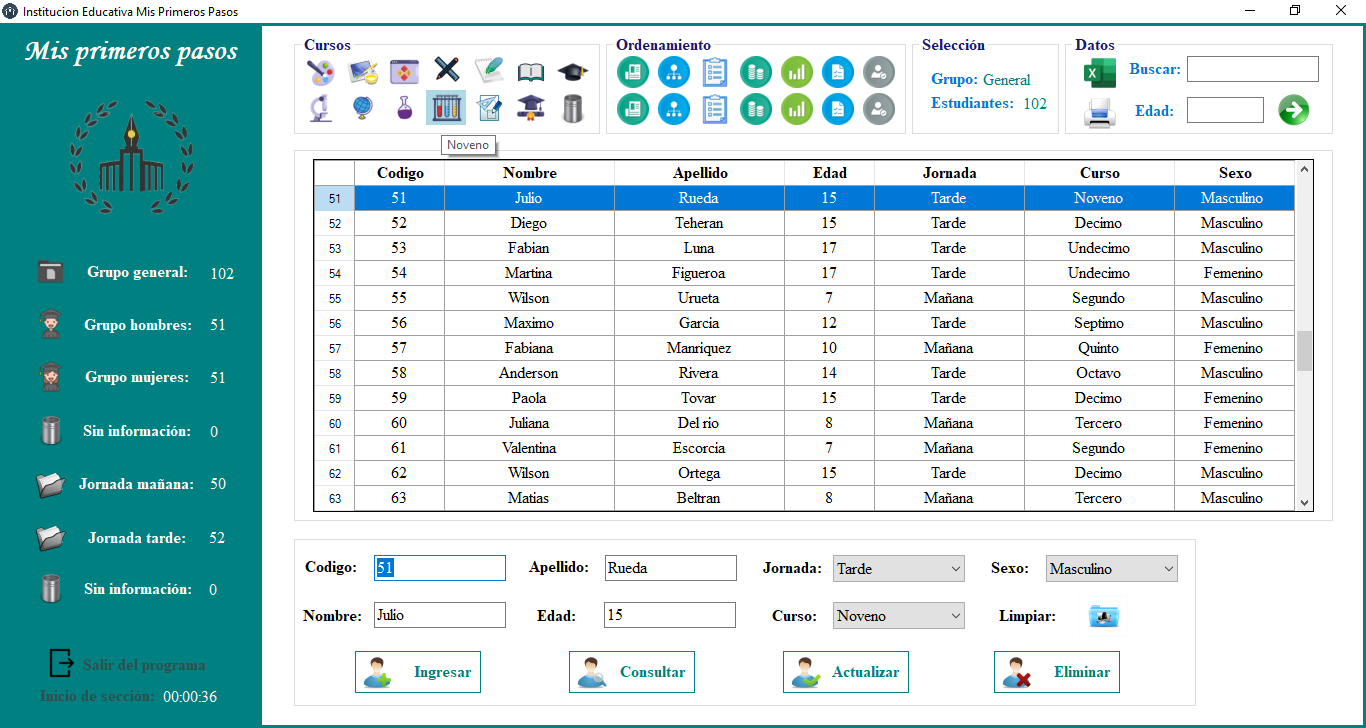 Institucion Educativa Mis Primeros Pasos
Mis primeros pasos
Grupo general: 102
Grupo hombres: 51
Grupo mujeres: 51
Sin información: 0
Jornada mañana: 50
Jornada tarde: 52
Sin información: 0
Salir del programa
Inicio de sección: 00:00:36
Cursos
Noveno
Ordenamiento
Selección
Grupo: General
Estudiantes: 102
Datos
Buscar:
Edad:
Codigo Nombre Apellido Edad Jornada Curso Sexo
51 51 Julio Rueda 15 Tarde Noveno Masculino
52 52 Diego Teheran 15 Tarde Decimo Masculino
53 53 Fabian Luna 17 Tarde Undecimo Masculino
54 54 Martina Figueroa 17 Tarde Undecimo Femenino
55 55 Wilson Urueta 7 Mañana Segundo Masculino
56 56 Maximo Garcia 12 Tarde Septimo Masculino
57 57 Fabiana Manriquez 10 Mañana Quinto Femenino
58 58 Anderson Rivera 14 Tarde Octavo Masculino
59 59 Paola Tovar 15 Tarde Decimo Femenino
60 60 Juliana Del rio 8 Mañana Tercero Femenino
61 61 Valentina Escorcia 7 Mañana Segundo Femenino
62 62 Wilson Ortega 15 Tarde Decimo Masculino
63 63 Matias Beltran 8 Mañana Tercero Masculino
Codigo: 51 Apellido: Rueda Jornada: Tarde Sexo: Masculino
Nombre: Julio Edad: 15 Curso: Noveno Limpiar:
Ingresar Consultar Actualizar Eliminar